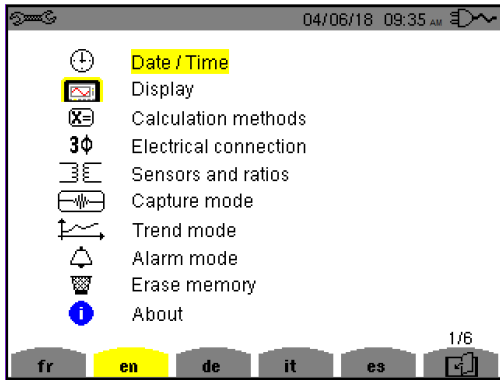 04/06/18 09:35 AM
Date / Time
Display
X= Calculation methods
3Φ Electrical connection
Sensors and ratios
Capture mode
Trend mode
Alarm mode
Erase memory
i About
1/6
fr en de it es